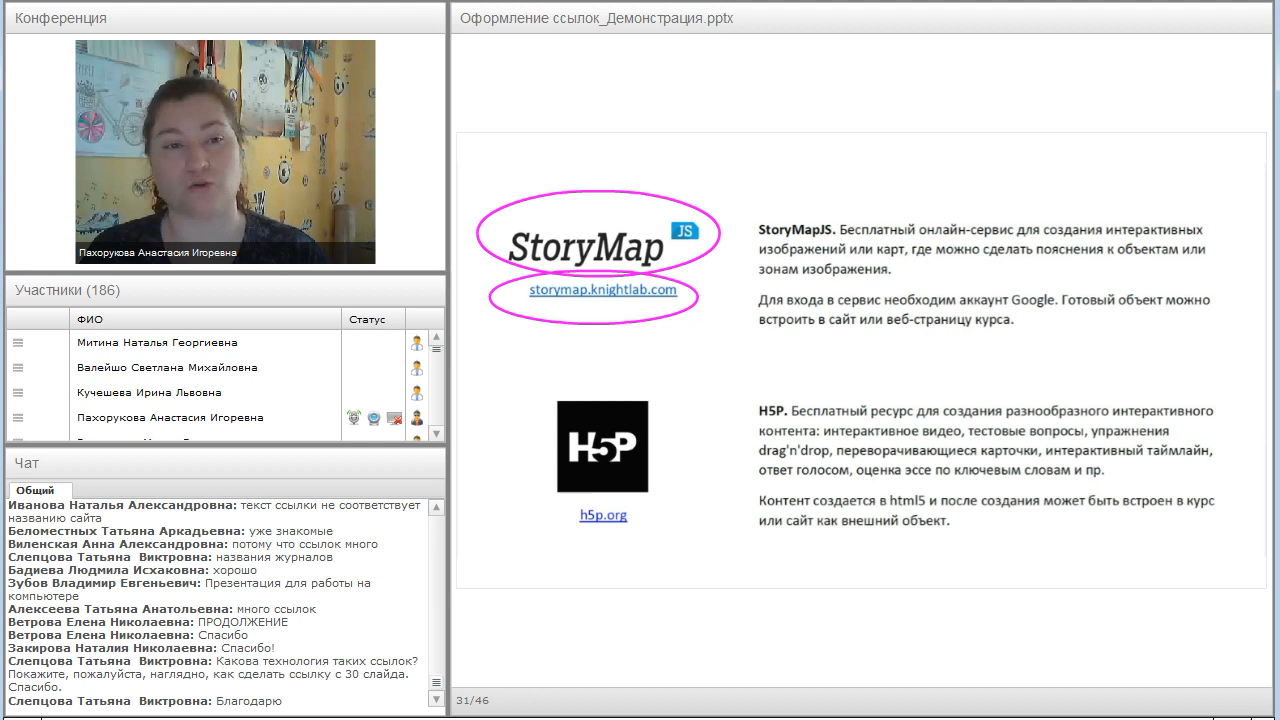 Конференция
Пахорукова Анастасия Игоревна
Участники (186)
ФИО
Статус
Митина Наталья Георгиевна
Валейшо Светлана Михайловна
Кучешева Ирина Львовна
Пахорукова Анастасия Игоревна
Чат
Общий
Иванова Наталья Александровна: текст ссылки не соответствует
названию сайта
Беломестных Татьяна Аркадьевна: уже знакомые
Виленская Анна Александровна: потому что ссылок много
Слепцова Татьяна Виктровна: названия журналов
Бадиева Людмила Исхаковна: хорошо
Зубов Владимир Евгеньевич: Презентация для работы на
компьютере
Алексеева Татьяна Анатольевна: много ссылок
Ветрова Елена Николаевна: ПРОДОЛЖЕНИЕ
Ветрова Елена Николаевна: Спасибо
Закирова Наталия Николаевна: Спасибо!
Слепцова Татьяна Виктровна: Какова технология таких ссылок?
Покажите, пожалуйста, наглядно, как сделать ссылку с 30 слайда.
Спасибо.
Слепцова Татьяна Виктровна: Благодарю
Оформление ссылок_Демонстрация.pptx
StoryMap JS
storymap.knightlab.com
StoryMapJS. Бесплатный онлайн-сервис для создания интерактивных
изображений или карт, где можно сделать пояснения к объектам или
зонам изображения.
Для входа в сервис необходим аккаунт Google. Готовый объект можно
встроить в сайт или веб-страницу курса.
H5P
h5p.org
H5P. Бесплатный ресурс для создания разнообразного интерактивного
контента: интерактивное видео, тестовые вопросы, упражнения
drag'n'drop, переворачивающиеся карточки, интерактивный таймлайн,
ответ голосом, оценка эссе по ключевым словам и пр.
Контент создается в html5 и после создания может быть встроен в курс
или сайт как внешний объект.
31/46